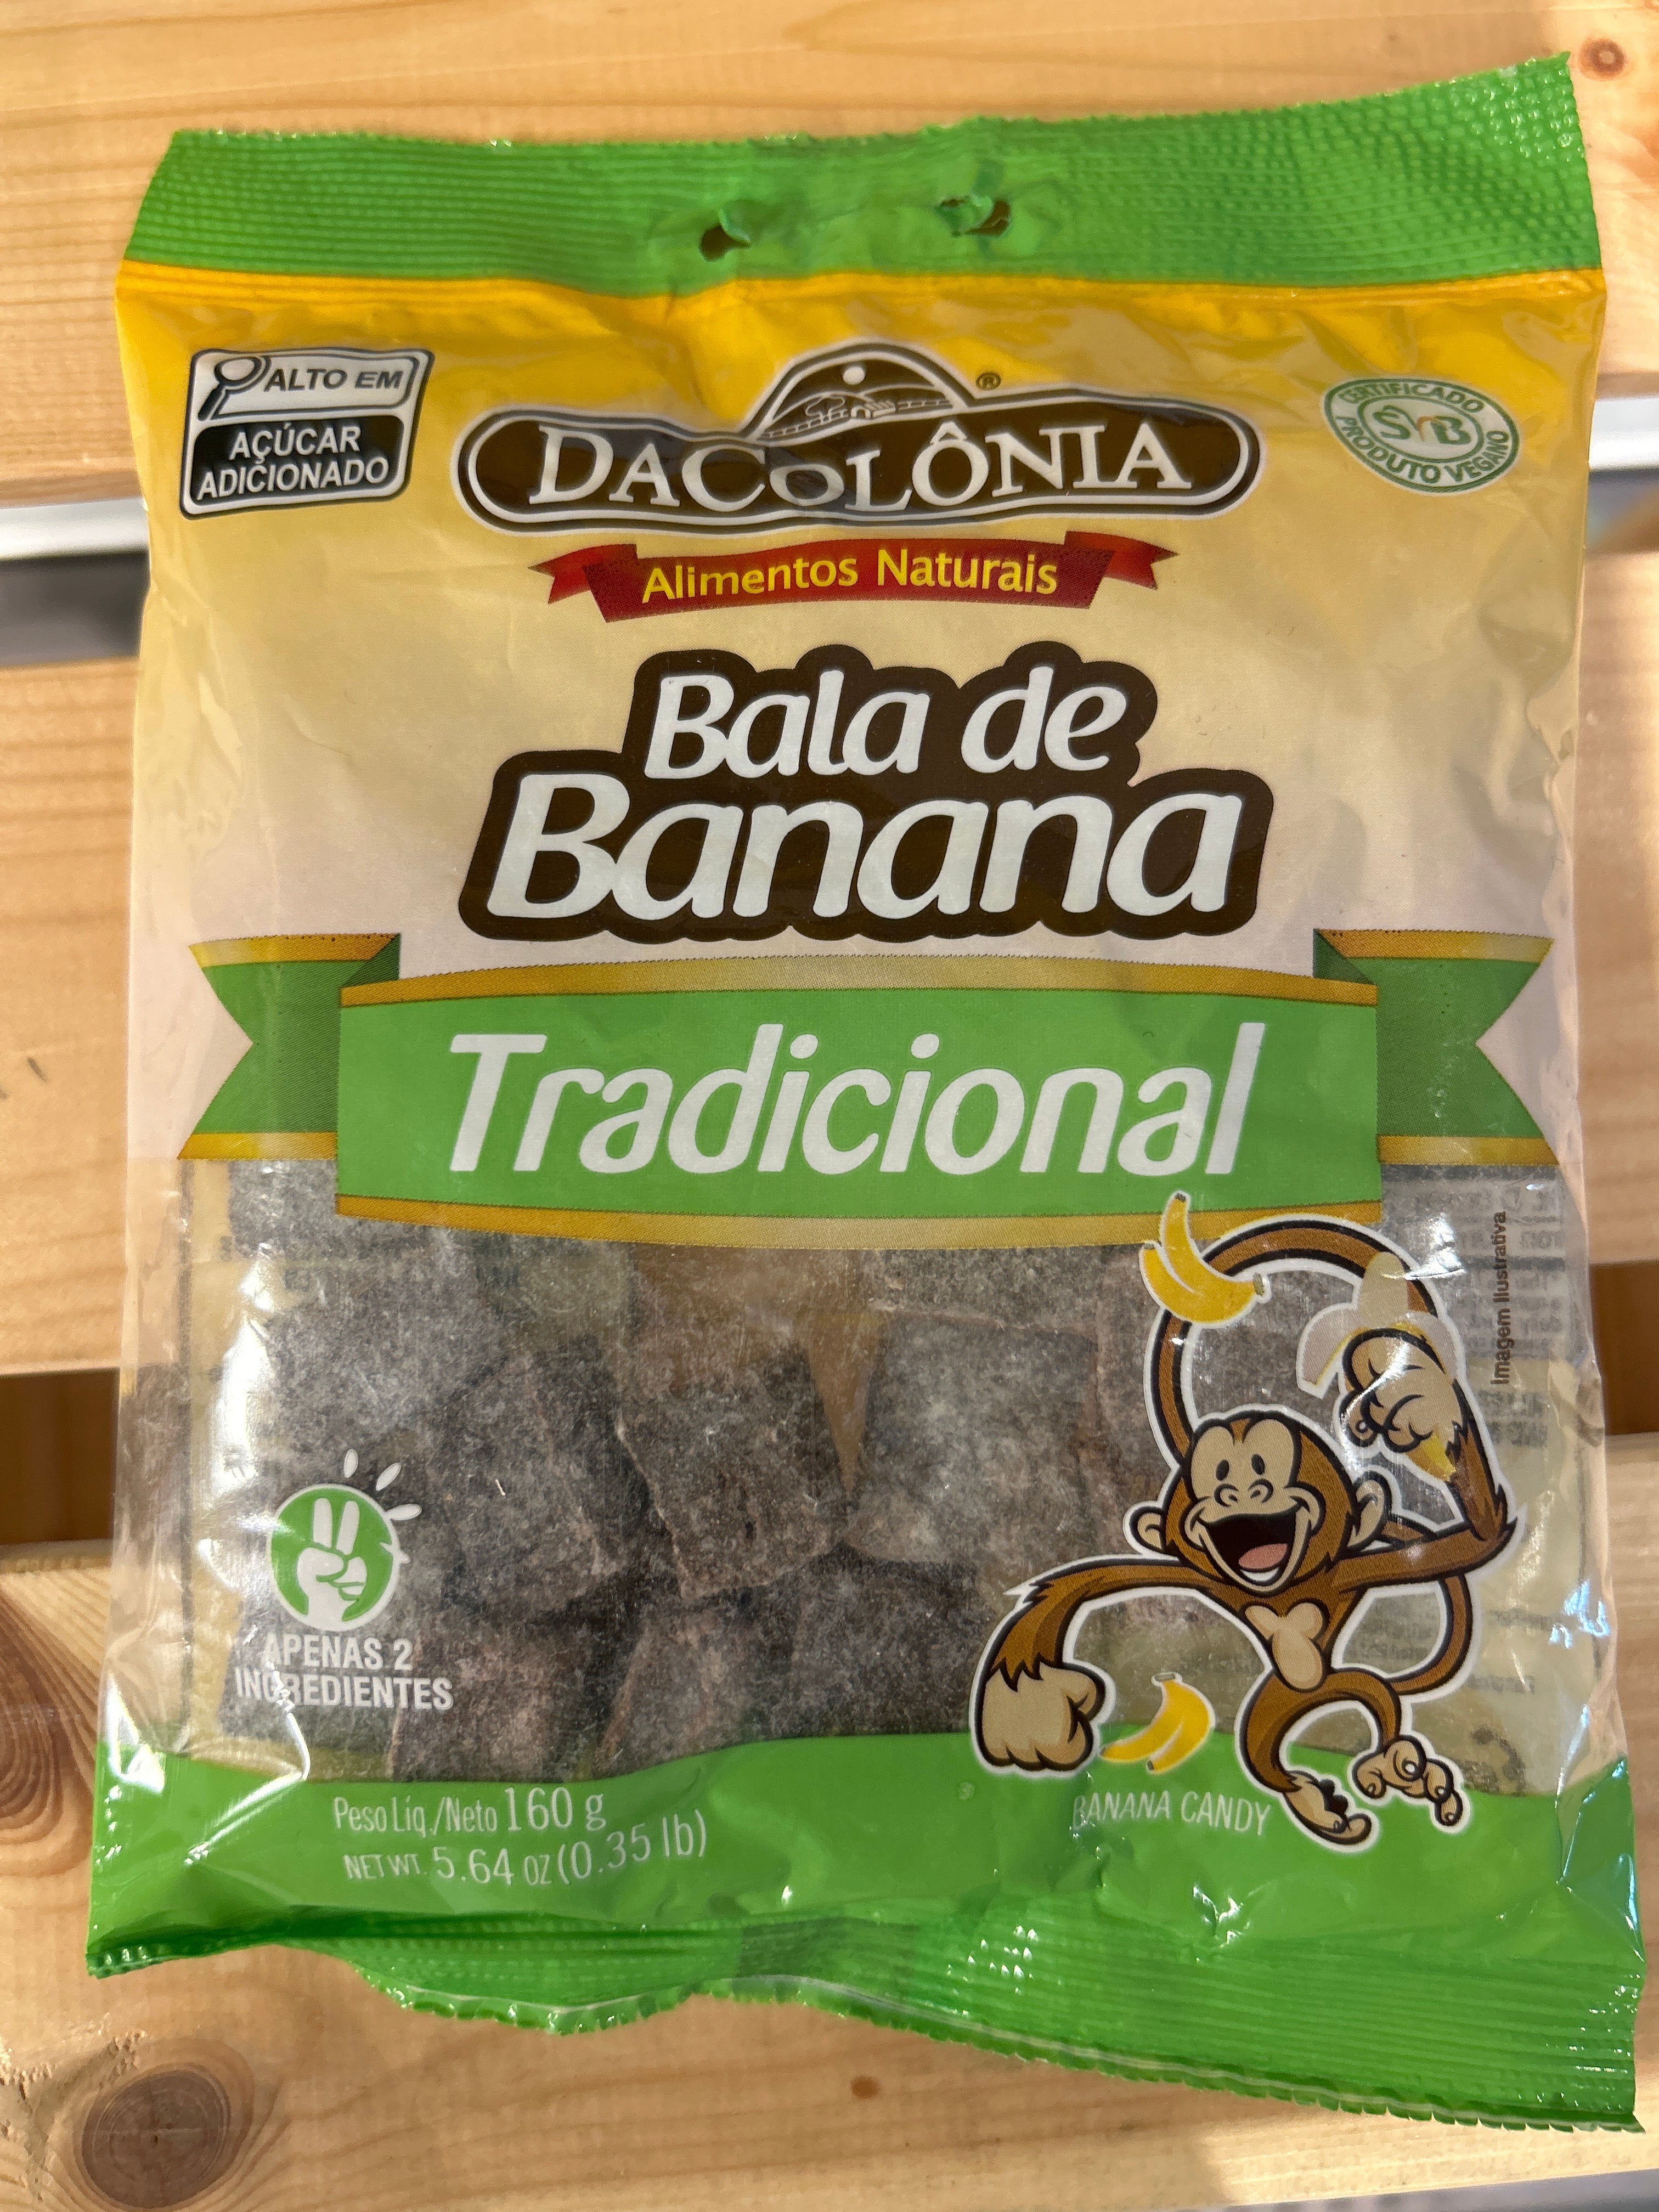 ALTO EM
AÇÚCAR
ADICIONADO
DACOLÔNIA®
Alimentos Naturais
CERTIFICADO
SVB
PRODUTO VEGANO
Bala de
Banana
Tradicional
Imagem Ilustrativa
APENAS 2
INGREDIENTES
Peso Líq./Neto 160 g
NET WT. 5.64 OZ (0.35 lb)
BANANA CANDY